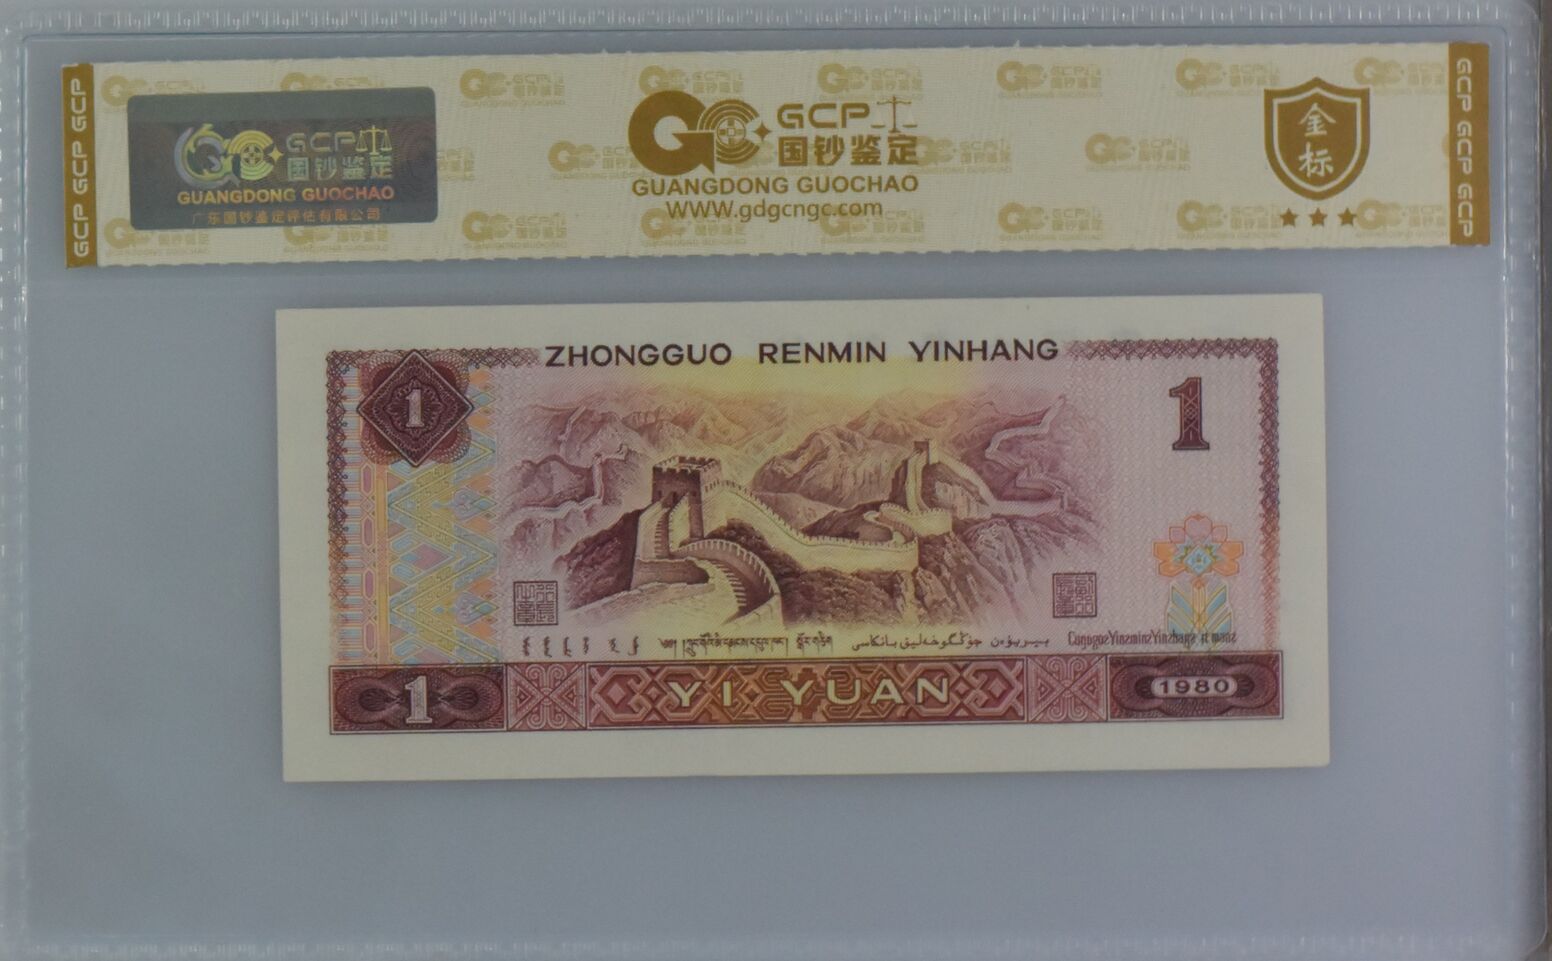 GCP GCP
GCP
国钞鉴定
GUANGDONG GUOCHAO
广东国钞鉴定评估有限公司
GCP
国钞鉴定
GUANGDONG GUOCHAO
www.gdgcngc.com
金标
GCP GCP GCP
ZHONGGUO RENMIN YINHANG
1
1
1
YI YUAN
1980